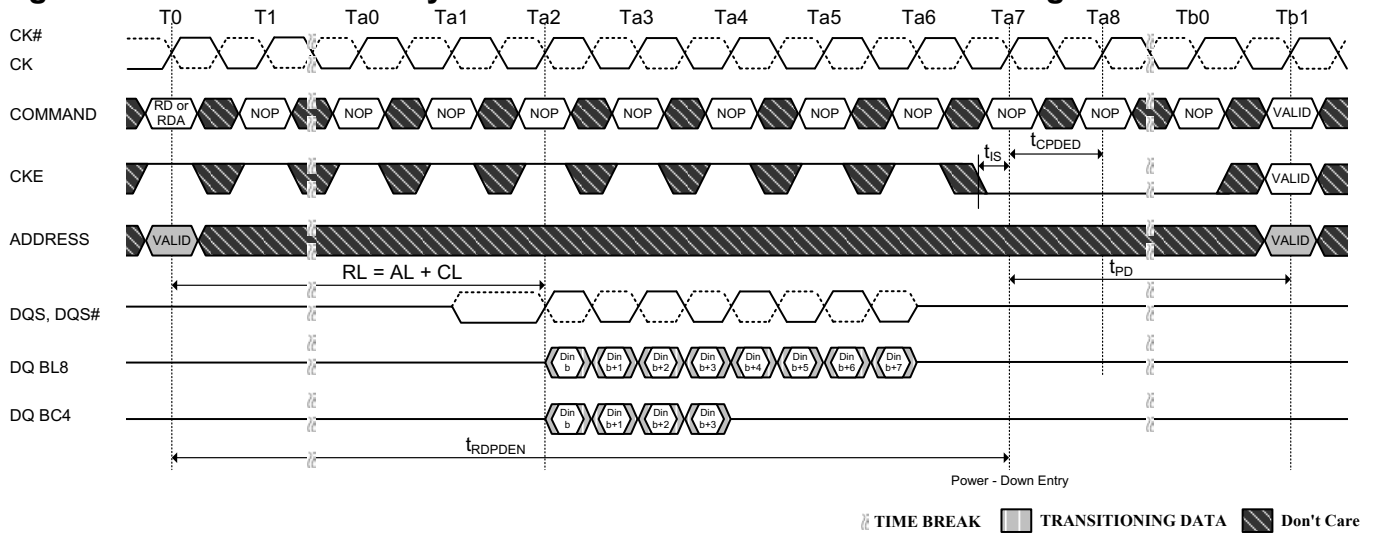 T0 T1 Ta0 Ta1 Ta2 Ta3 Ta4 Ta5 Ta6 Ta7 Ta8 Tb0 Tb1
CK#
CK
COMMAND RD or RDA NOP NOP NOP NOP NOP NOP NOP NOP NOP NOP NOP VALID
tIS tCPDED
CKE VALID
ADDRESS VALID VALID
RL = AL + CL tPD
DQS, DQS#
DQ BL8 Din b Din b+1 Din b+2 Din b+3 Din b+4 Din b+5 Din b+6 Din b+7
DQ BC4 Din b Din b+1 Din b+2 Din b+3
tRDPDEN
Power - Down Entry
TIME BREAK TRANSITIONING DATA Don't Care